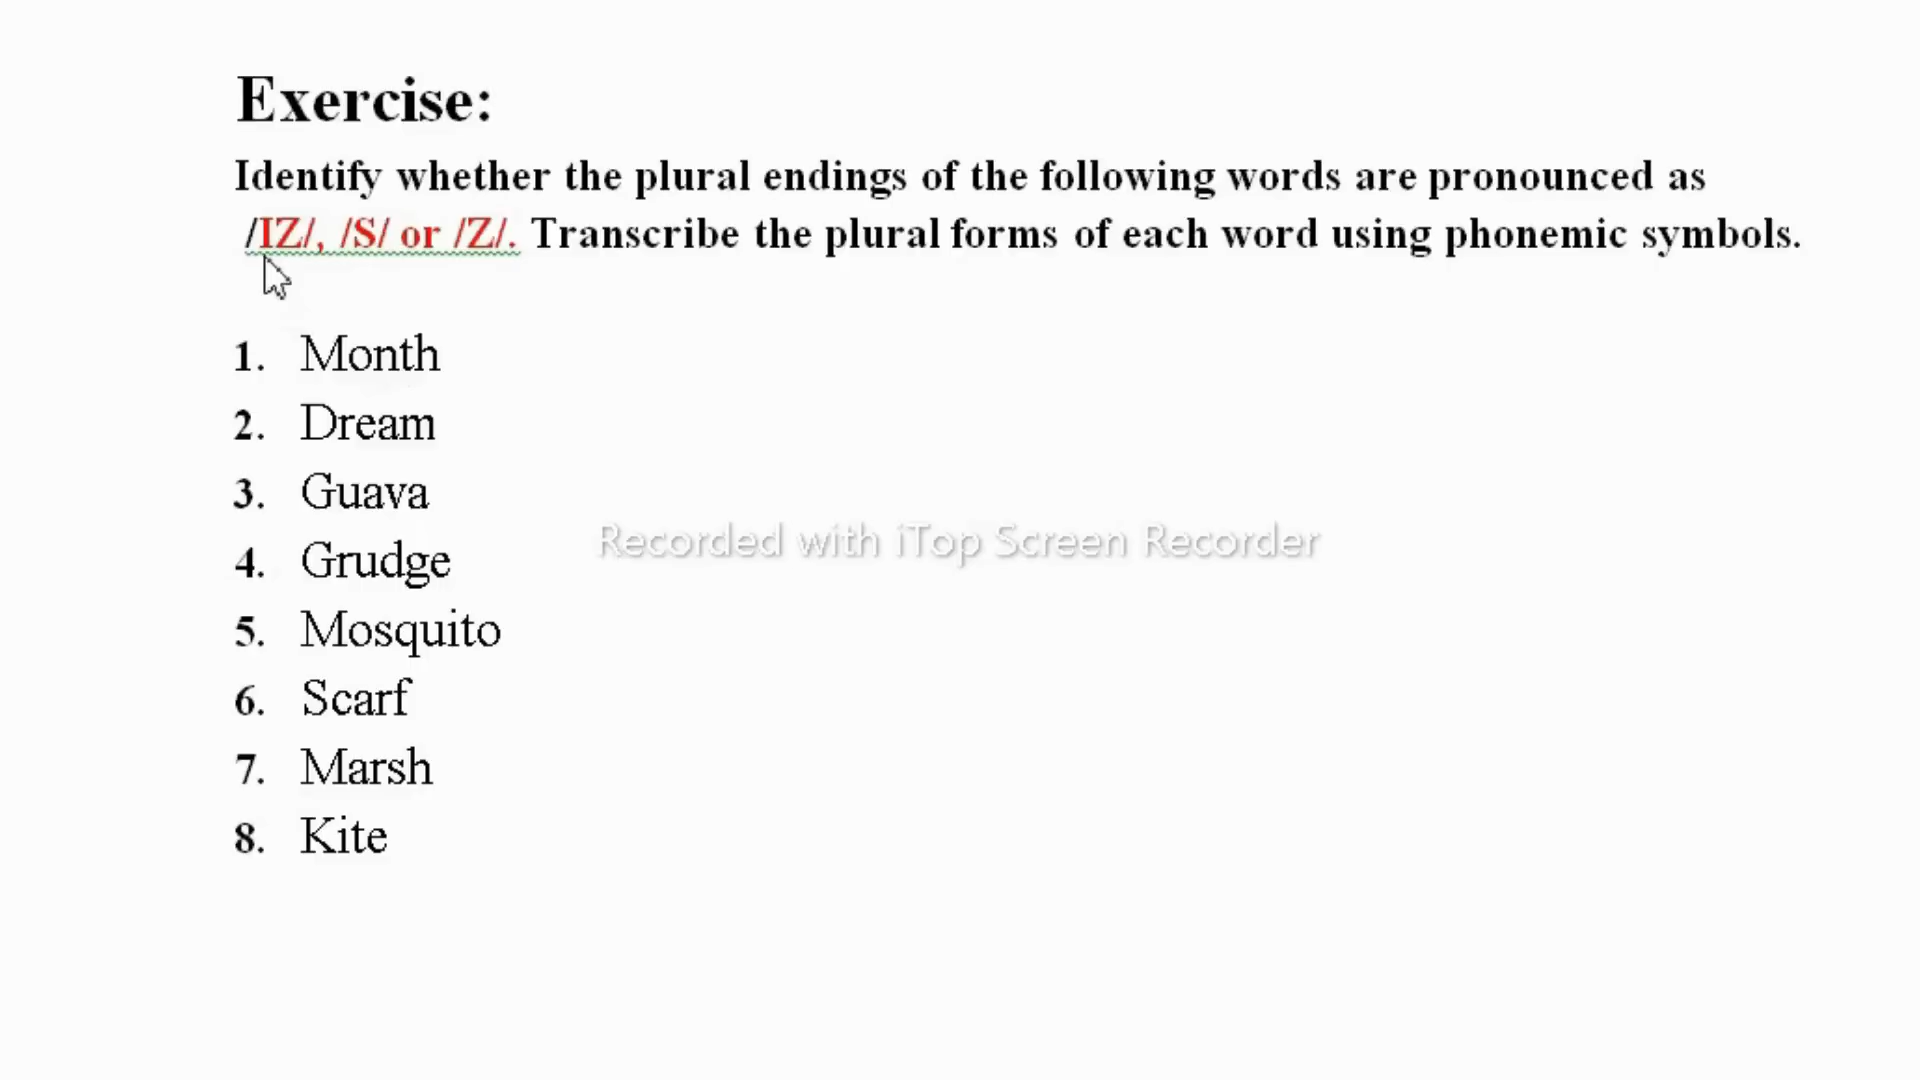 Exercise:
Identify whether the plural endings of the following words are pronounced as
/IZ/, /S/ or /Z/. Transcribe the plural forms of each word using phonemic symbols.
1. Month
2. Dream
3. Guava
Recorded with iTop Screen Recorder
4. Grudge
5. Mosquito
6. Scarf
7. Marsh
8. Kite